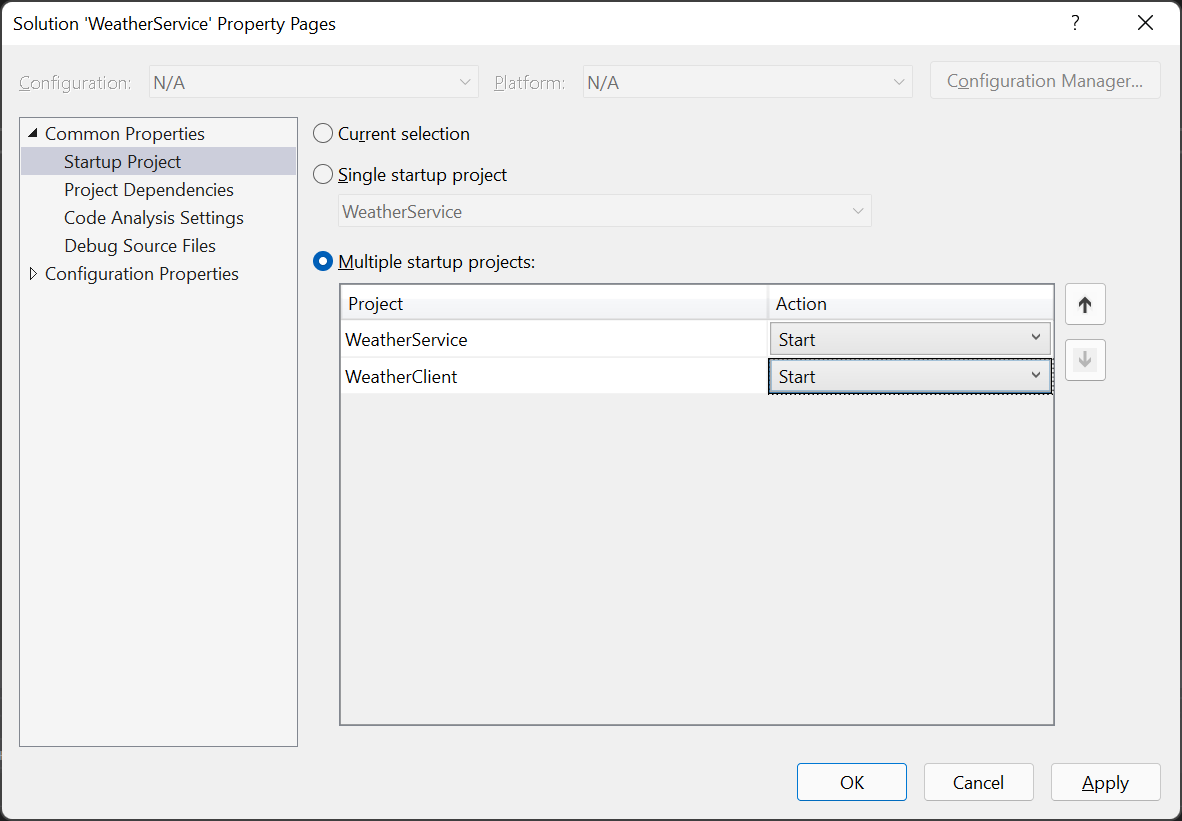 Solution 'WeatherService' Property Pages
?
Configuration: N/A Platform: N/A Configuration Manager...
Common Properties
Startup Project
Project Dependencies
Code Analysis Settings
Debug Source Files
Configuration Properties
Current selection
Single startup project
WeatherService
Multiple startup projects:
Project Action
WeatherService Start
WeatherClient Start
OK Cancel Apply